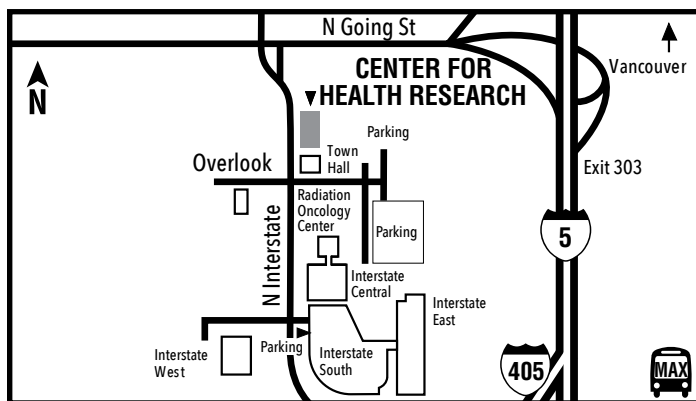 N Going St
CENTER FOR
HEALTH RESEARCH
Vancouver
N
Parking
Town
Hall
Overlook
Exit 303
Radiation
Oncology
Center
Parking
5
N Interstate
Interstate
Central
Interstate
East
Parking
Interstate
South
Interstate
West
405
MAX